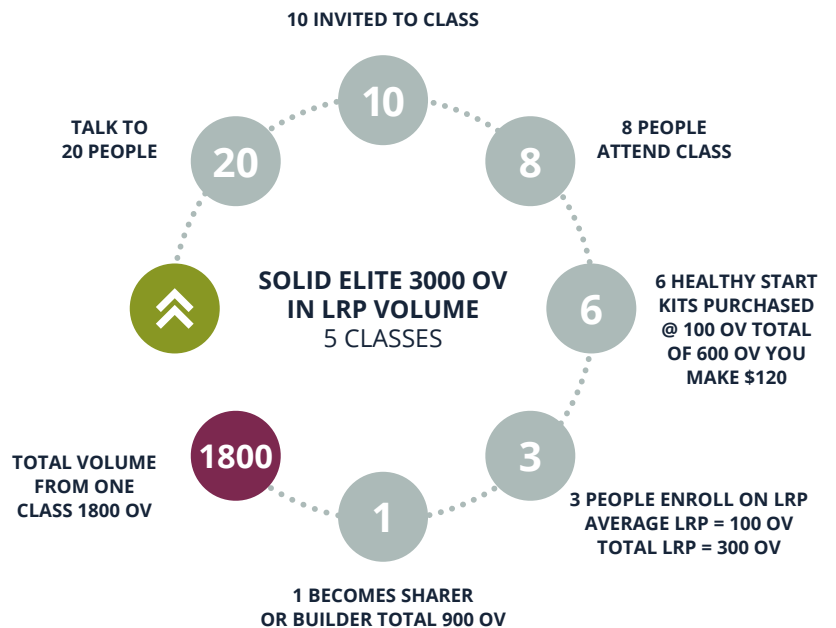 10 INVITED TO CLASS
10
TALK TO
20 PEOPLE
20
8
8 PEOPLE
ATTEND CLASS
SOLID ELITE 3000 OV
IN LRP VOLUME
5 CLASSES
6
6 HEALTHY START
KITS PURCHASED
@ 100 OV TOTAL
OF 600 OV YOU
MAKE $120
3
3 PEOPLE ENROLL ON LRP
AVERAGE LRP = 100 OV
TOTAL LRP = 300 OV
1
1 BECOMES SHARER
OR BUILDER TOTAL 900 OV
1800
TOTAL VOLUME
FROM ONE
CLASS 1800 OV